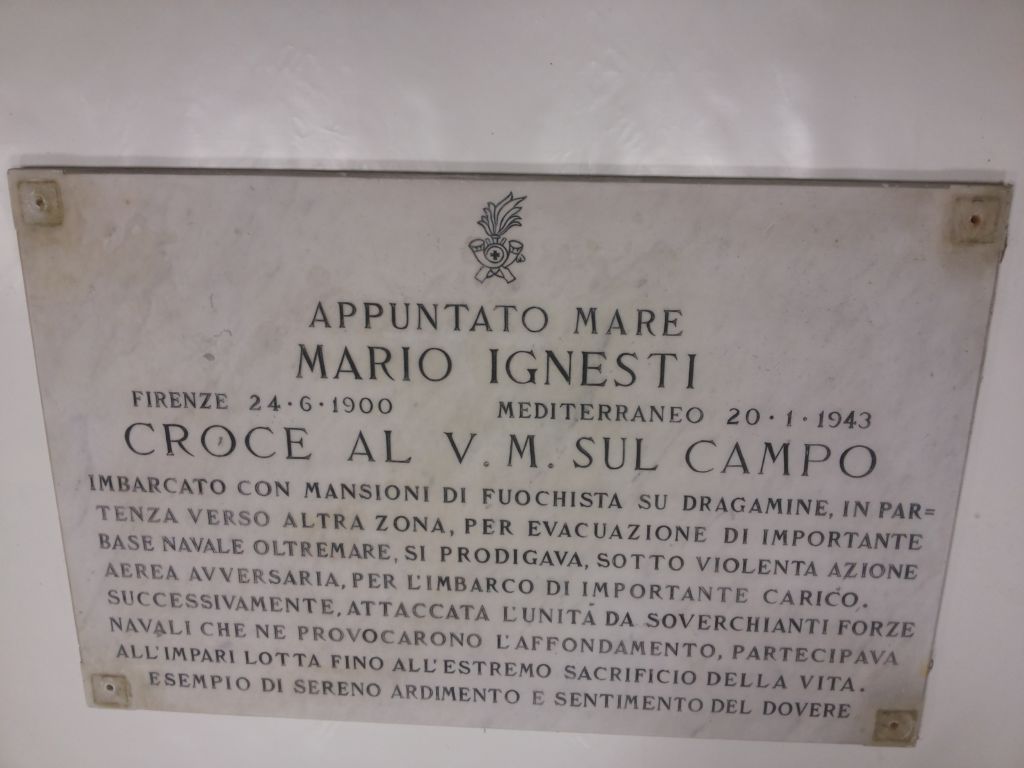 APPUNTATO MARE
MARIO IGNESTI
FIRENZE 24·6·1900 MEDITERRANEO 20·1·1943
CROCE AL V.M. SUL CAMPO
IMBARCATO CON MANSIONI DI FUOCHISTA SU DRAGAMINE, IN PAR=
TENZA VERSO ALTRA ZONA, PER EVACUAZIONE DI IMPORTANTE
BASE NAVALE OLTREMARE, SI PRODIGAVA, SOTTO VIOLENTA AZIONE
AEREA AVVERSARIA, PER L'IMBARCO DI IMPORTANTE CARICO.
SUCCESSIVAMENTE, ATTACCATA L'UNITÀ DA SOVERCHIANTI FORZE
NAVALI CHE NE PROVOCARONO L'AFFONDAMENTO, PARTECIPAVA
ALL'IMPARI LOTTA FINO ALL'ESTREMO SACRIFICIO DELLA VITA.
ESEMPIO DI SERENO ARDIMENTO E SENTIMENTO DEL DOVERE